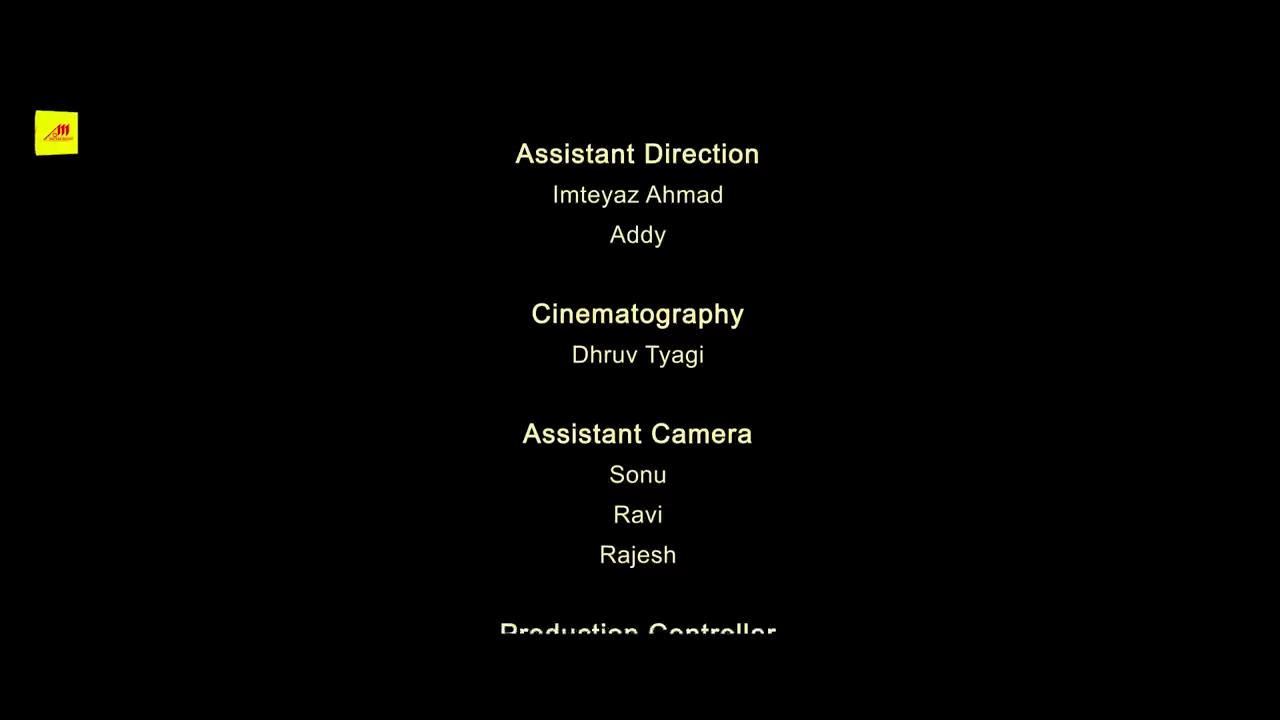 Assistant Direction
Imteyaz Ahmad
Addy
Cinematography
Dhruv Tyagi
Assistant Camera
Sonu
Ravi
Rajesh
Production Controller